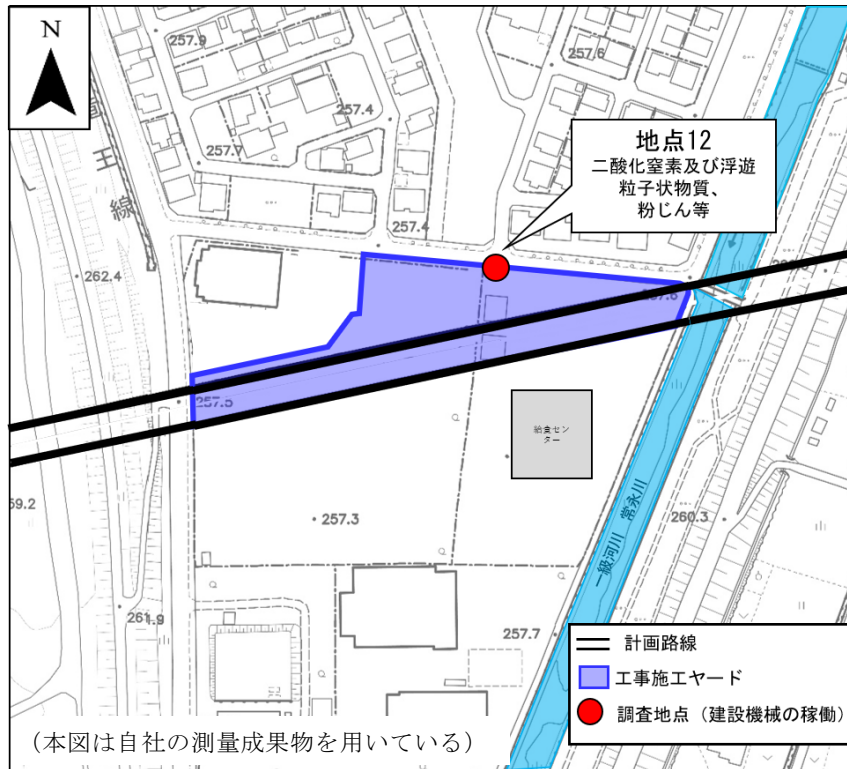 N
257.9
257.6
257.4
257.7
地点12
二酸化窒素及び浮遊
粒子状物質、
粉じん等
竜王線
257.4
262.4
257.6
257.5
給食セン
ター
59.2
257.3
260.3
一級河川 常永川
261.9
257.7
計画路線
工事施工ヤード
調査地点（建設機械の稼働）
（本図は自社の測量成果物を用いている）